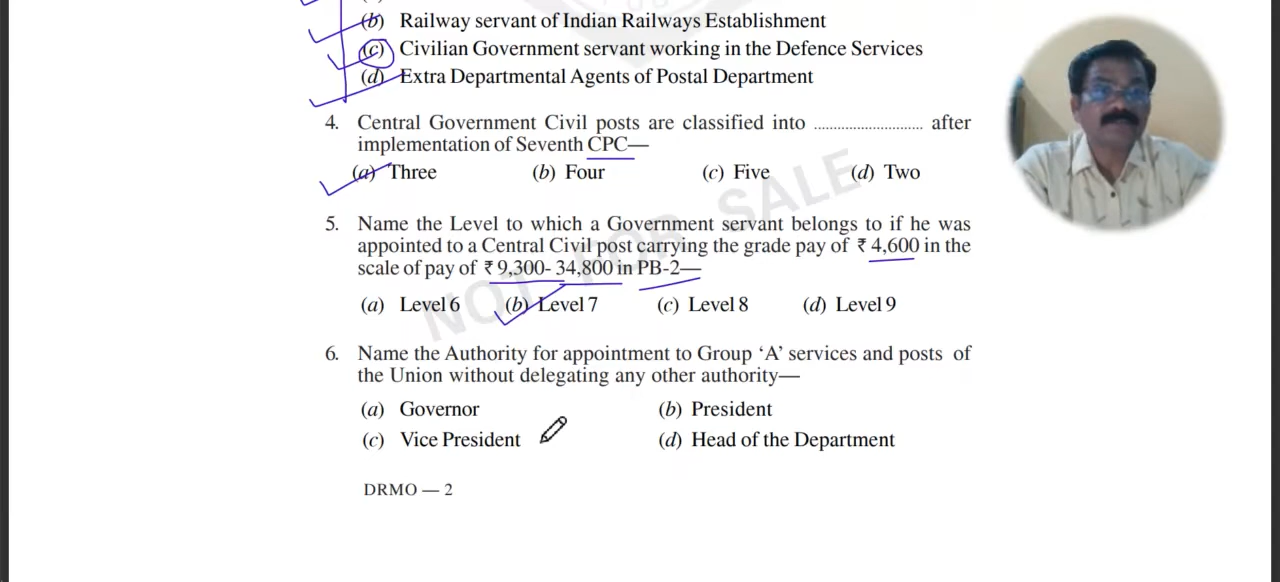 (b) Railway servant of Indian Railways Establishment
(c) Civilian Government servant working in the Defence Services
(d) Extra Departmental Agents of Postal Department
4. Central Government Civil posts are classified into ........................... after
implementation of Seventh CPC—
(a) Three (b) Four (c) Five (d) Two
5. Name the Level to which a Government servant belongs to if he was
appointed to a Central Civil post carrying the grade pay of ₹ 4,600 in the
scale of pay of ₹ 9,300- 34,800 in PB-2—
(a) Level 6 (b) Level 7 (c) Level 8 (d) Level 9
6. Name the Authority for appointment to Group ‘A’ services and posts of
the Union without delegating any other authority—
(a) Governor (b) President
(c) Vice President (d) Head of the Department
DRMO — 2
NOT FOR SALE